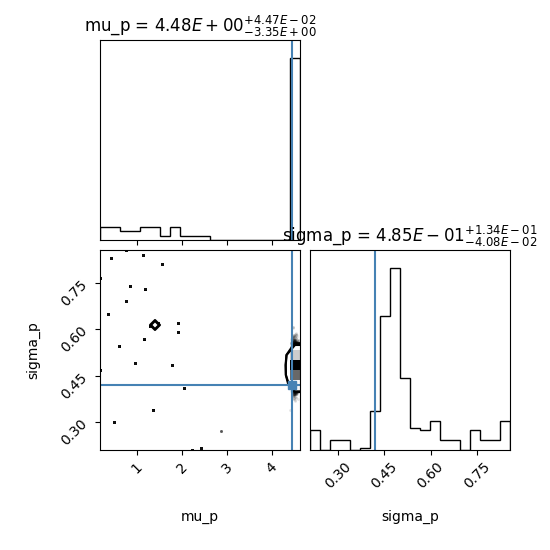 mu_p = 4.48E+00 +4.47E−02 −3.35E+00
sigma_p = 4.85E−01 +1.34E−01 −4.08E−02
0.75
0.60
0.45
0.30
sigma_p
1 2 3 4
0.30 0.45 0.60 0.75
mu_p
sigma_p